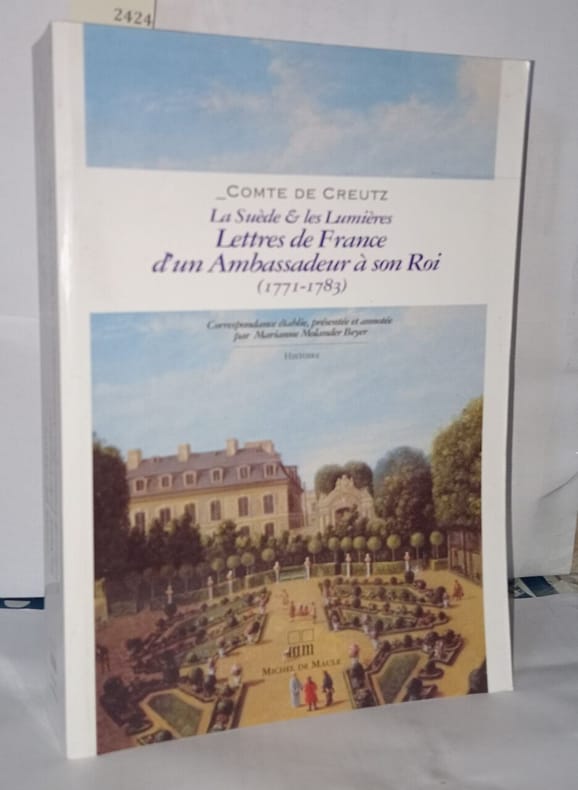 2424
_COMTE DE CREUTZ
La Suède & les Lumières
Lettres de France
d'un Ambassadeur à son Roi
(1771-1783)
Correspondance établie, présentée et annotée
par Marianne Molander Beyer
HISTOIRE
mm
MICHEL DE MAULE